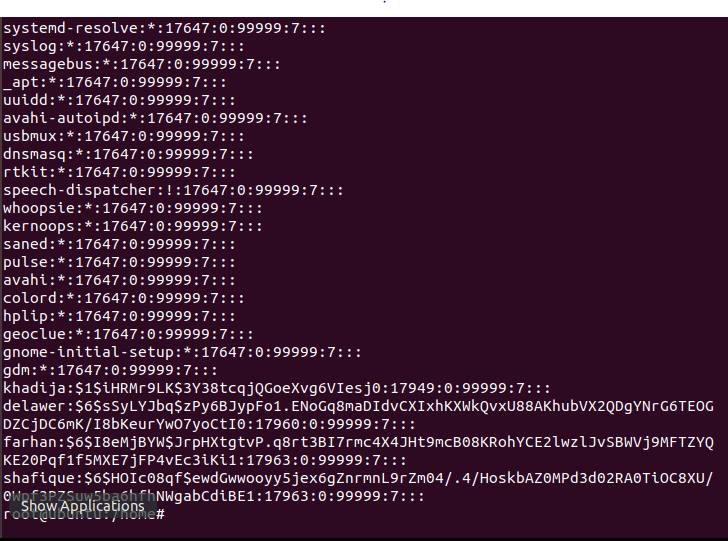 systemd-resolve:*:17647:0:99999:7:::
syslog:*:17647:0:99999:7:::
messagebus:*:17647:0:99999:7:::
_apt:*:17647:0:99999:7:::
uuidd:*:17647:0:99999:7:::
avahi-autoipd:*:17647:0:99999:7:::
usbmux:*:17647:0:99999:7:::
dnsmasq:*:17647:0:99999:7:::
rtkit:*:17647:0:99999:7:::
speech-dispatcher:!:17647:0:99999:7:::
whoopsie:*:17647:0:99999:7:::
kernoops:*:17647:0:99999:7:::
saned:*:17647:0:99999:7:::
pulse:*:17647:0:99999:7:::
avahi:*:17647:0:99999:7:::
colord:*:17647:0:99999:7:::
hplip:*:17647:0:99999:7:::
geoclue:*:17647:0:99999:7:::
gnome-initial-setup:*:17647:0:99999:7:::
gdm:*:17647:0:99999:7:::
khadija:$1$iHRMr9LK$3Y38tcqjQGoeXvg6VIesj0:17949:0:99999:7:::
delawer:$6$sSyLYJbq$zPy6BJypFo1.ENoGq8maDIdvCXIxhKXWkQvxU88AKhubVX2QDgYNrG6TEOG
DZCjDC6mK/I8bKeurYwO7yoCtI0:17960:0:99999:7:::
farhan:$6$I8eMjBYW$JrpHXtgtvP.q8rt3BI7rmc4X4JHt9mcB08KRohYCE2lwzlJvSBWVj9MFTZYQ
KE20Pqf1f5MXE7jFP4vEc3iKi1:17963:0:99999:7:::
shafique:$6$HOIc08qf$ewdGwwooyy5jex6gZnrmnL9rZm04/.4/HoskbAZ0MPd3d02RA0TiOC8XU/
0Wpf3PZSuw5ba6nfhNWgabCdiBE1:17963:0:99999:7:::
Show Applications
root@ubuntu:/home#